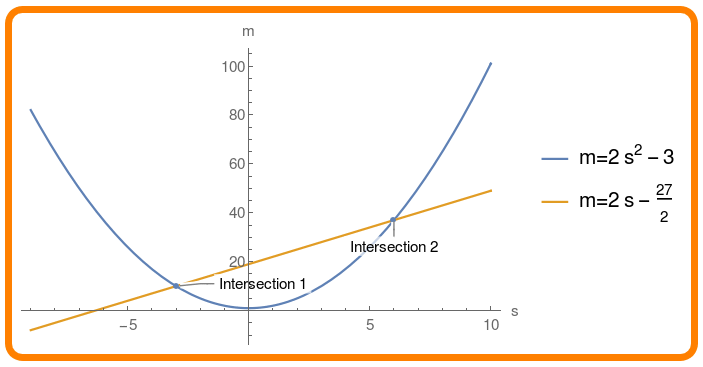 m
100
80
60
40
20
−5
5
10
s
Intersection 1
Intersection 2
m=2 s² − 3
m=2 s − 27/2